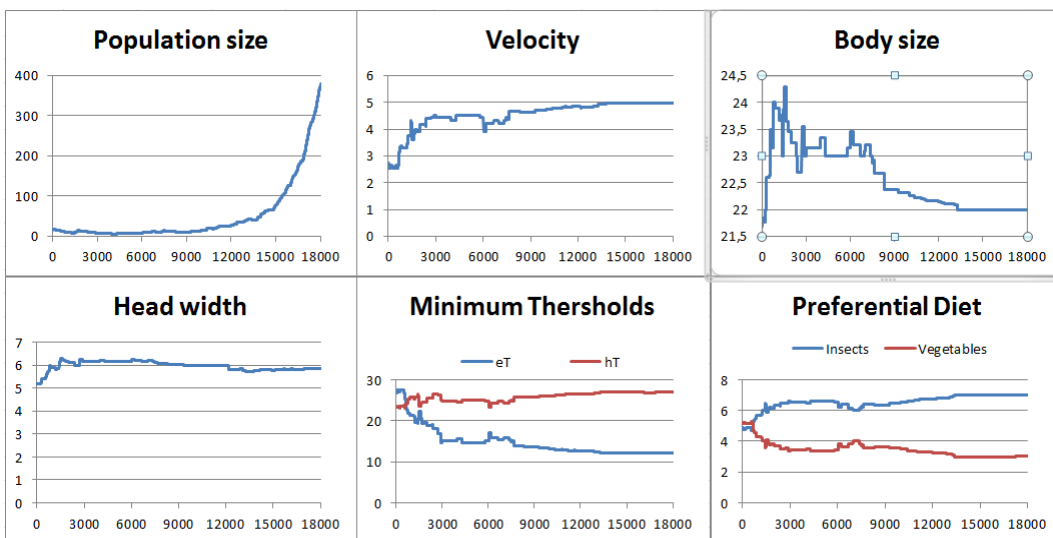 Population size
400
300
200
100
0
0 3000 6000 9000 12000 15000 18000
Velocity
6
5
4
3
2
1
0
0 3000 6000 9000 12000 15000 18000
Body size
24,5
24
23,5
23
22,5
22
21,5
0 3000 6000 9000 12000 15000 18000
Head width
7
6
5
4
3
2
1
0
0 3000 6000 9000 12000 15000 18000
Minimum Thersholds
eT hT
30
20
10
0
0 3000 6000 9000 12000 15000 18000
Preferential Diet
Insects Vegetables
8
6
4
2
0
0 3000 6000 9000 12000 15000 18000